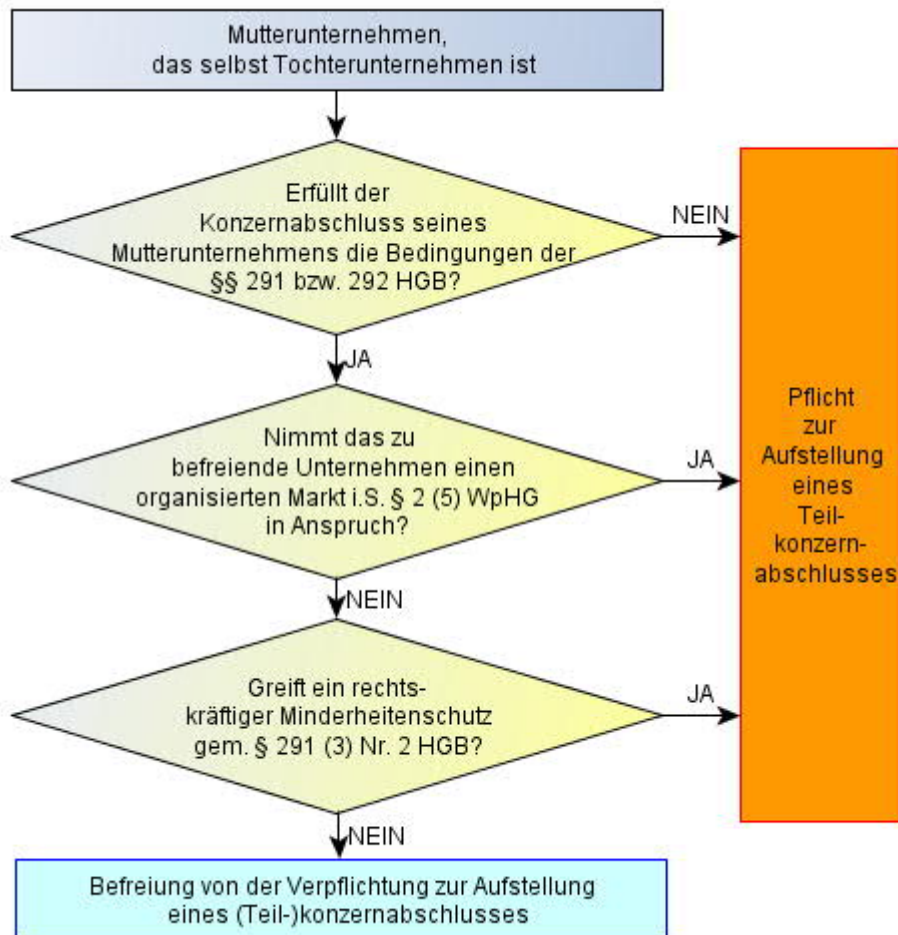 Mutterunternehmen,
das selbst Tochterunternehmen ist
Erfüllt der
Konzernabschluss seines
Mutterunternehmens die Bedingungen der
§§ 291 bzw. 292 HGB?
NEIN
JA
Nimmt das zu
befreiende Unternehmen einen
organisierten Markt i.S. § 2 (5) WpHG
in Anspruch?
JA
NEIN
Greift ein rechts-
kräftiger Minderheitenschutz
gem. § 291 (3) Nr. 2 HGB?
JA
NEIN
Pflicht
zur
Aufstellung
eines
Teil-
konzern-
abschlusses
Befreiung von der Verpflichtung zur Aufstellung
eines (Teil-)konzernabschlusses